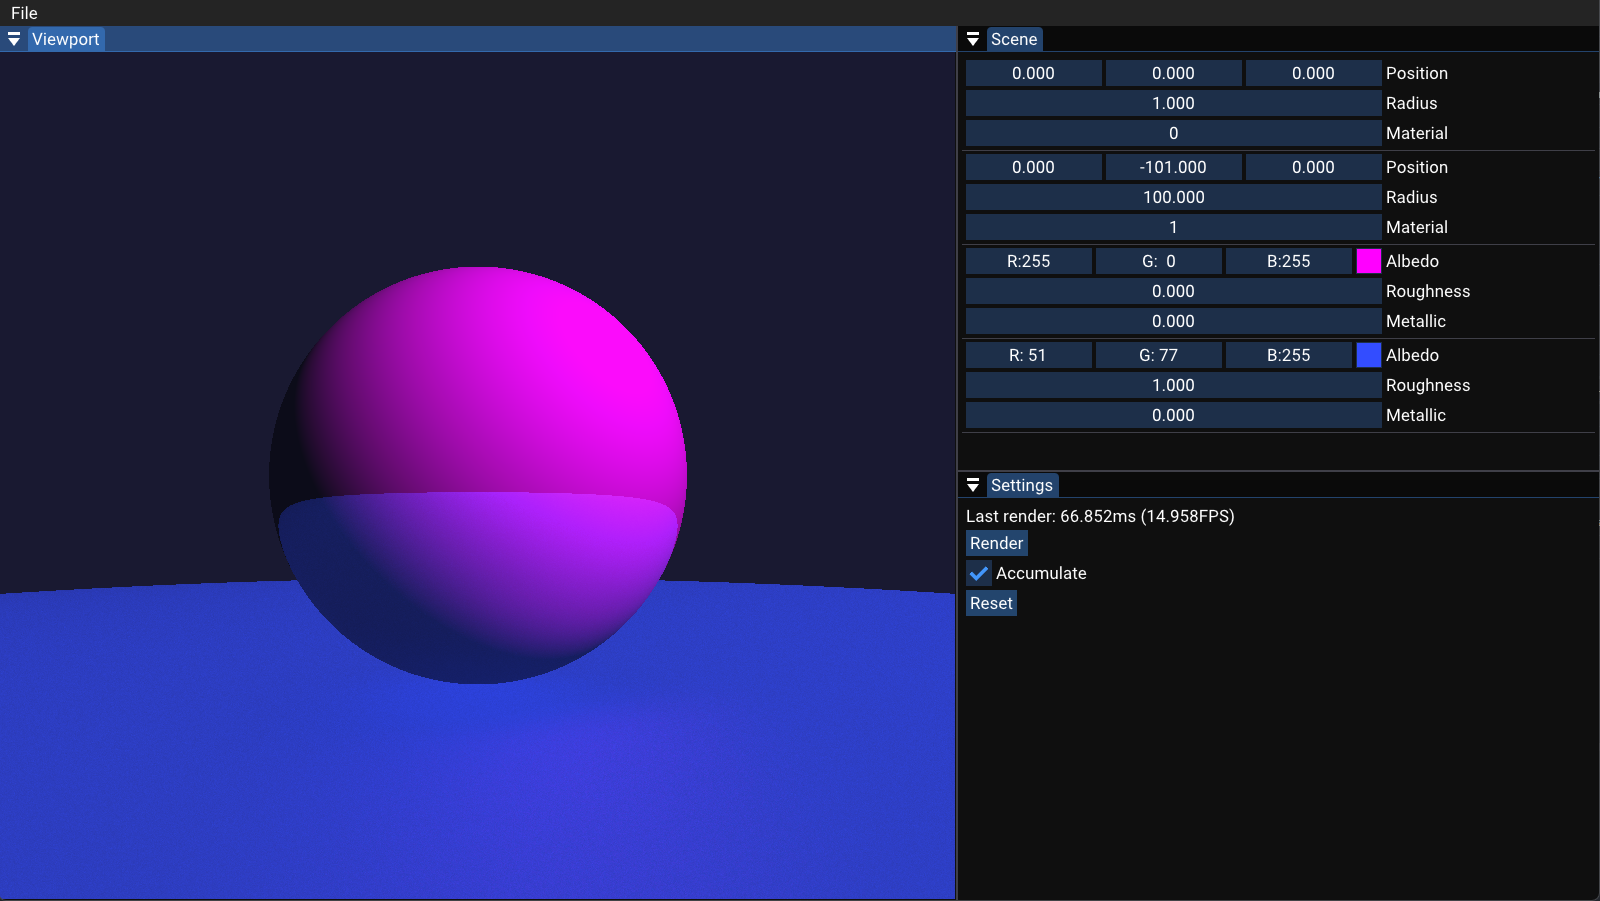 File
Viewport
Scene
0.000 0.000 0.000 Position
1.000 Radius
0 Material
0.000 -101.000 0.000 Position
100.000 Radius
1 Material
R:255 G: 0 B:255 Albedo
0.000 Roughness
0.000 Metallic
R: 51 G: 77 B:255 Albedo
1.000 Roughness
0.000 Metallic
Settings
Last render: 66.852ms (14.958FPS)
Render
Accumulate
Reset